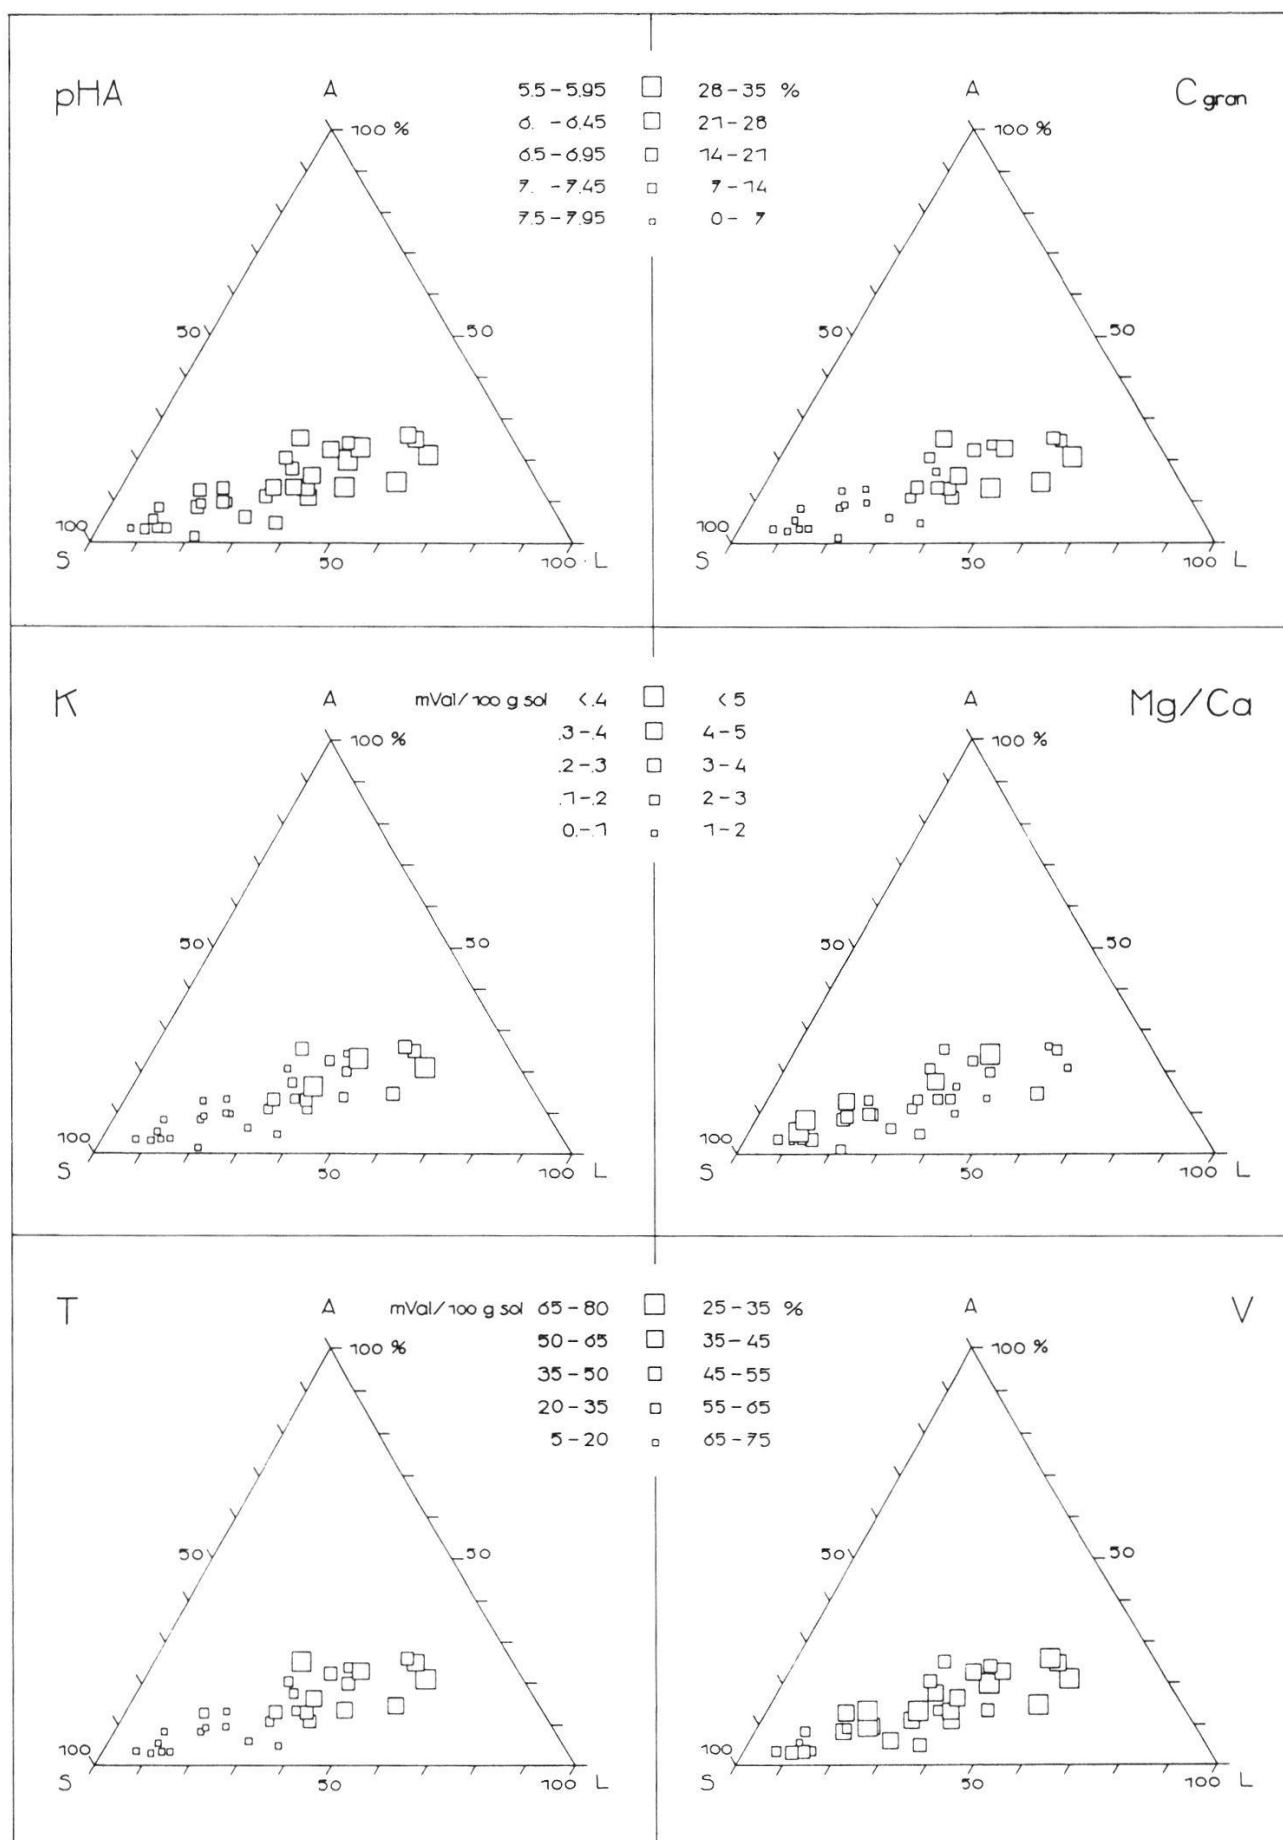 pHA
A
5.5-5.95 28-35 %
A
C gran
100 %
6. -6.45 21-28
100 %
6.5-6.95 14-21
7. -7.45 7-14
7.5-7.95 0-7
50 50
50 50
100
100
S 50 100 L
S 50 100 L
K
A
mVal/100 g sol <.4 <5
A
Mg/Ca
100 %
.3-.4 4-5
100 %
.2-.3 3-4
.1-.2 2-3
0.-.1 1-2
50 50
50 50
100
100
S 50 100 L
S 50 100 L
T
A
mVal/100 g sol 65-80 25-35 %
A
V
100 %
50-65 35-45
100 %
35-50 45-55
20-35 55-65
5-20 65-75
50 50
50 50
100
100
S 50 100 L
S 50 100 L